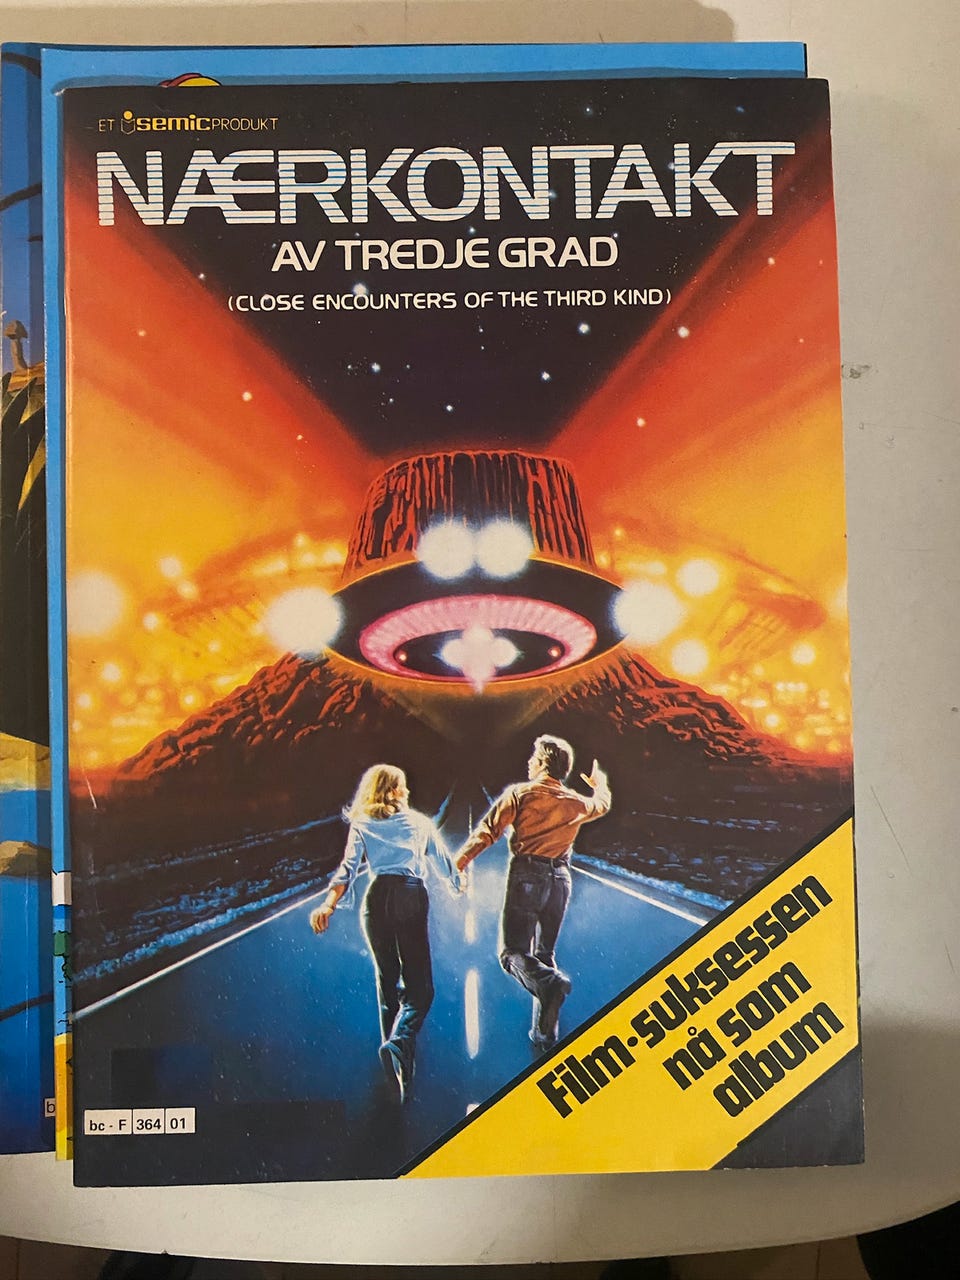 ET semic PRODUKT
NÆRKONTAKT
AV TREDJE GRAD
(CLOSE ENCOUNTERS OF THE THIRD KIND)
Film-suksessen
nå som
album
bc - F 364 01
b